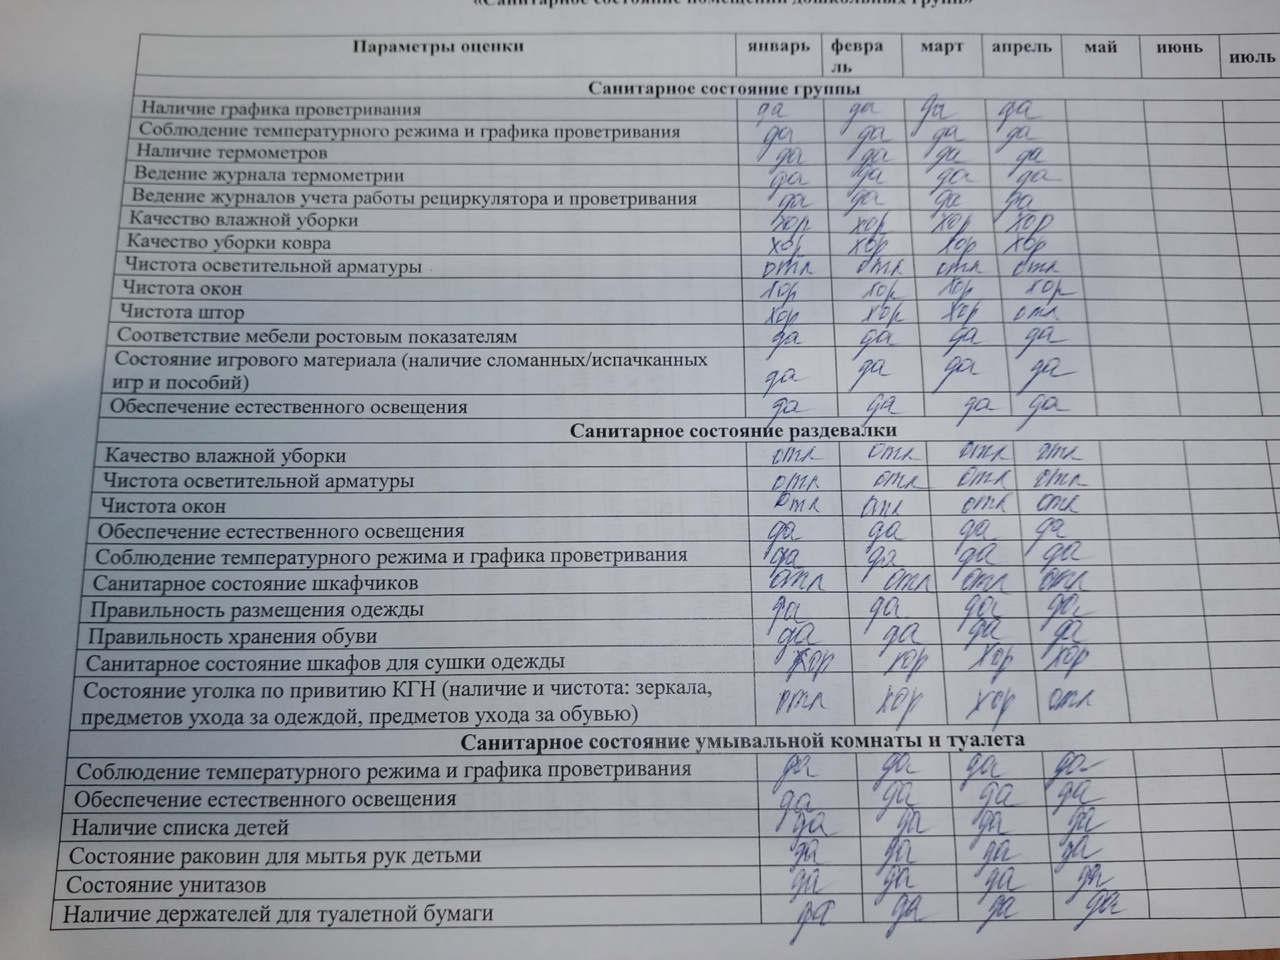 «Санитарное состояние помещений дошкольных групп»
Параметры оценки январь февра март апрель май июнь июль
ль
Санитарное состояние группы
Наличие графика проветривания да да да да
Соблюдение температурного режима и графика проветривания да да да да
Наличие термометров да да да да
Ведение журнала термометрии да да да да
Ведение журналов учета работы рециркулятора и проветривания да да да да
Качество влажной уборки хор хор хор хор
Качество уборки ковра хор хор хор хор
Чистота осветительной арматуры отл отл отл отл
Чистота окон хор хор хор хор
Чистота штор хор хор хор отл
Соответствие мебели ростовым показателям да да да да
Состояние игрового материала (наличие сломанных/испачканных
игр и пособий) да да да да
Обеспечение естественного освещения да да да да
Санитарное состояние раздевалки
Качество влажной уборки отл отл отл отл
Чистота осветительной арматуры отл отл отл отл
Чистота окон отл отл отл отл
Обеспечение естественного освещения да да да да
Соблюдение температурного режима и графика проветривания да да да да
Санитарное состояние шкафчиков отл отл отл отл
Правильность размещения одежды да да да да
Правильность хранения обуви да да да да
Санитарное состояние шкафов для сушки одежды хор хор хор хор
Состояние уголка по привитию КГН (наличие и чистота: зеркала,
предметов ухода за одеждой, предметов ухода за обувью) отл хор хор отл
Санитарное состояние умывальной комнаты и туалета
Соблюдение температурного режима и графика проветривания да да да да
Обеспечение естественного освещения да да да да
Наличие списка детей да да да да
Состояние раковин для мытья рук детьми да да да да
Состояние унитазов да да да да
Наличие держателей для туалетной бумаги да да да да